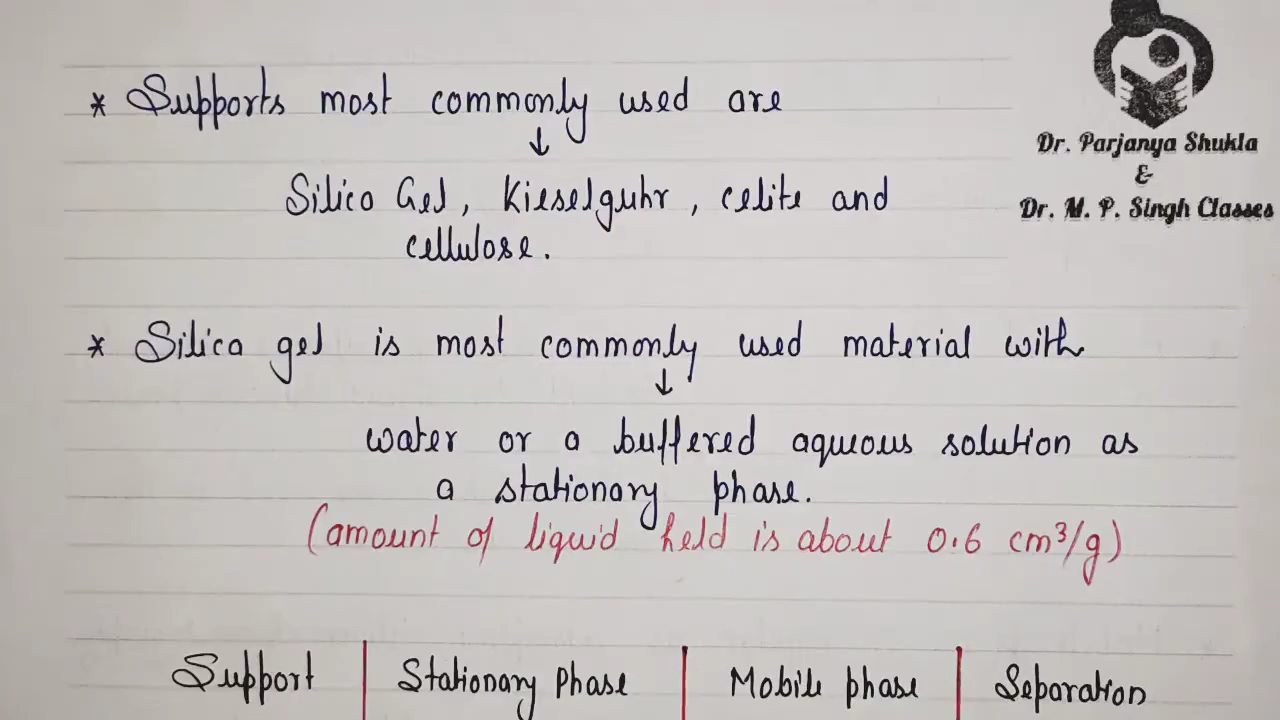 * Supports most commonly used are
↓
Silica Gel, Kieselguhr, celite and
cellulose.
* Silica gel is most commonly used material with
↓
water or a buffered aqueous solution as
a stationary phase.
(amount of liquid held is about 0.6 cm³/g)
Support | Stationary Phase | Mobile phase | Separation
Dr. Parjanya Shukla
&
Dr. M. P. Singh Classes